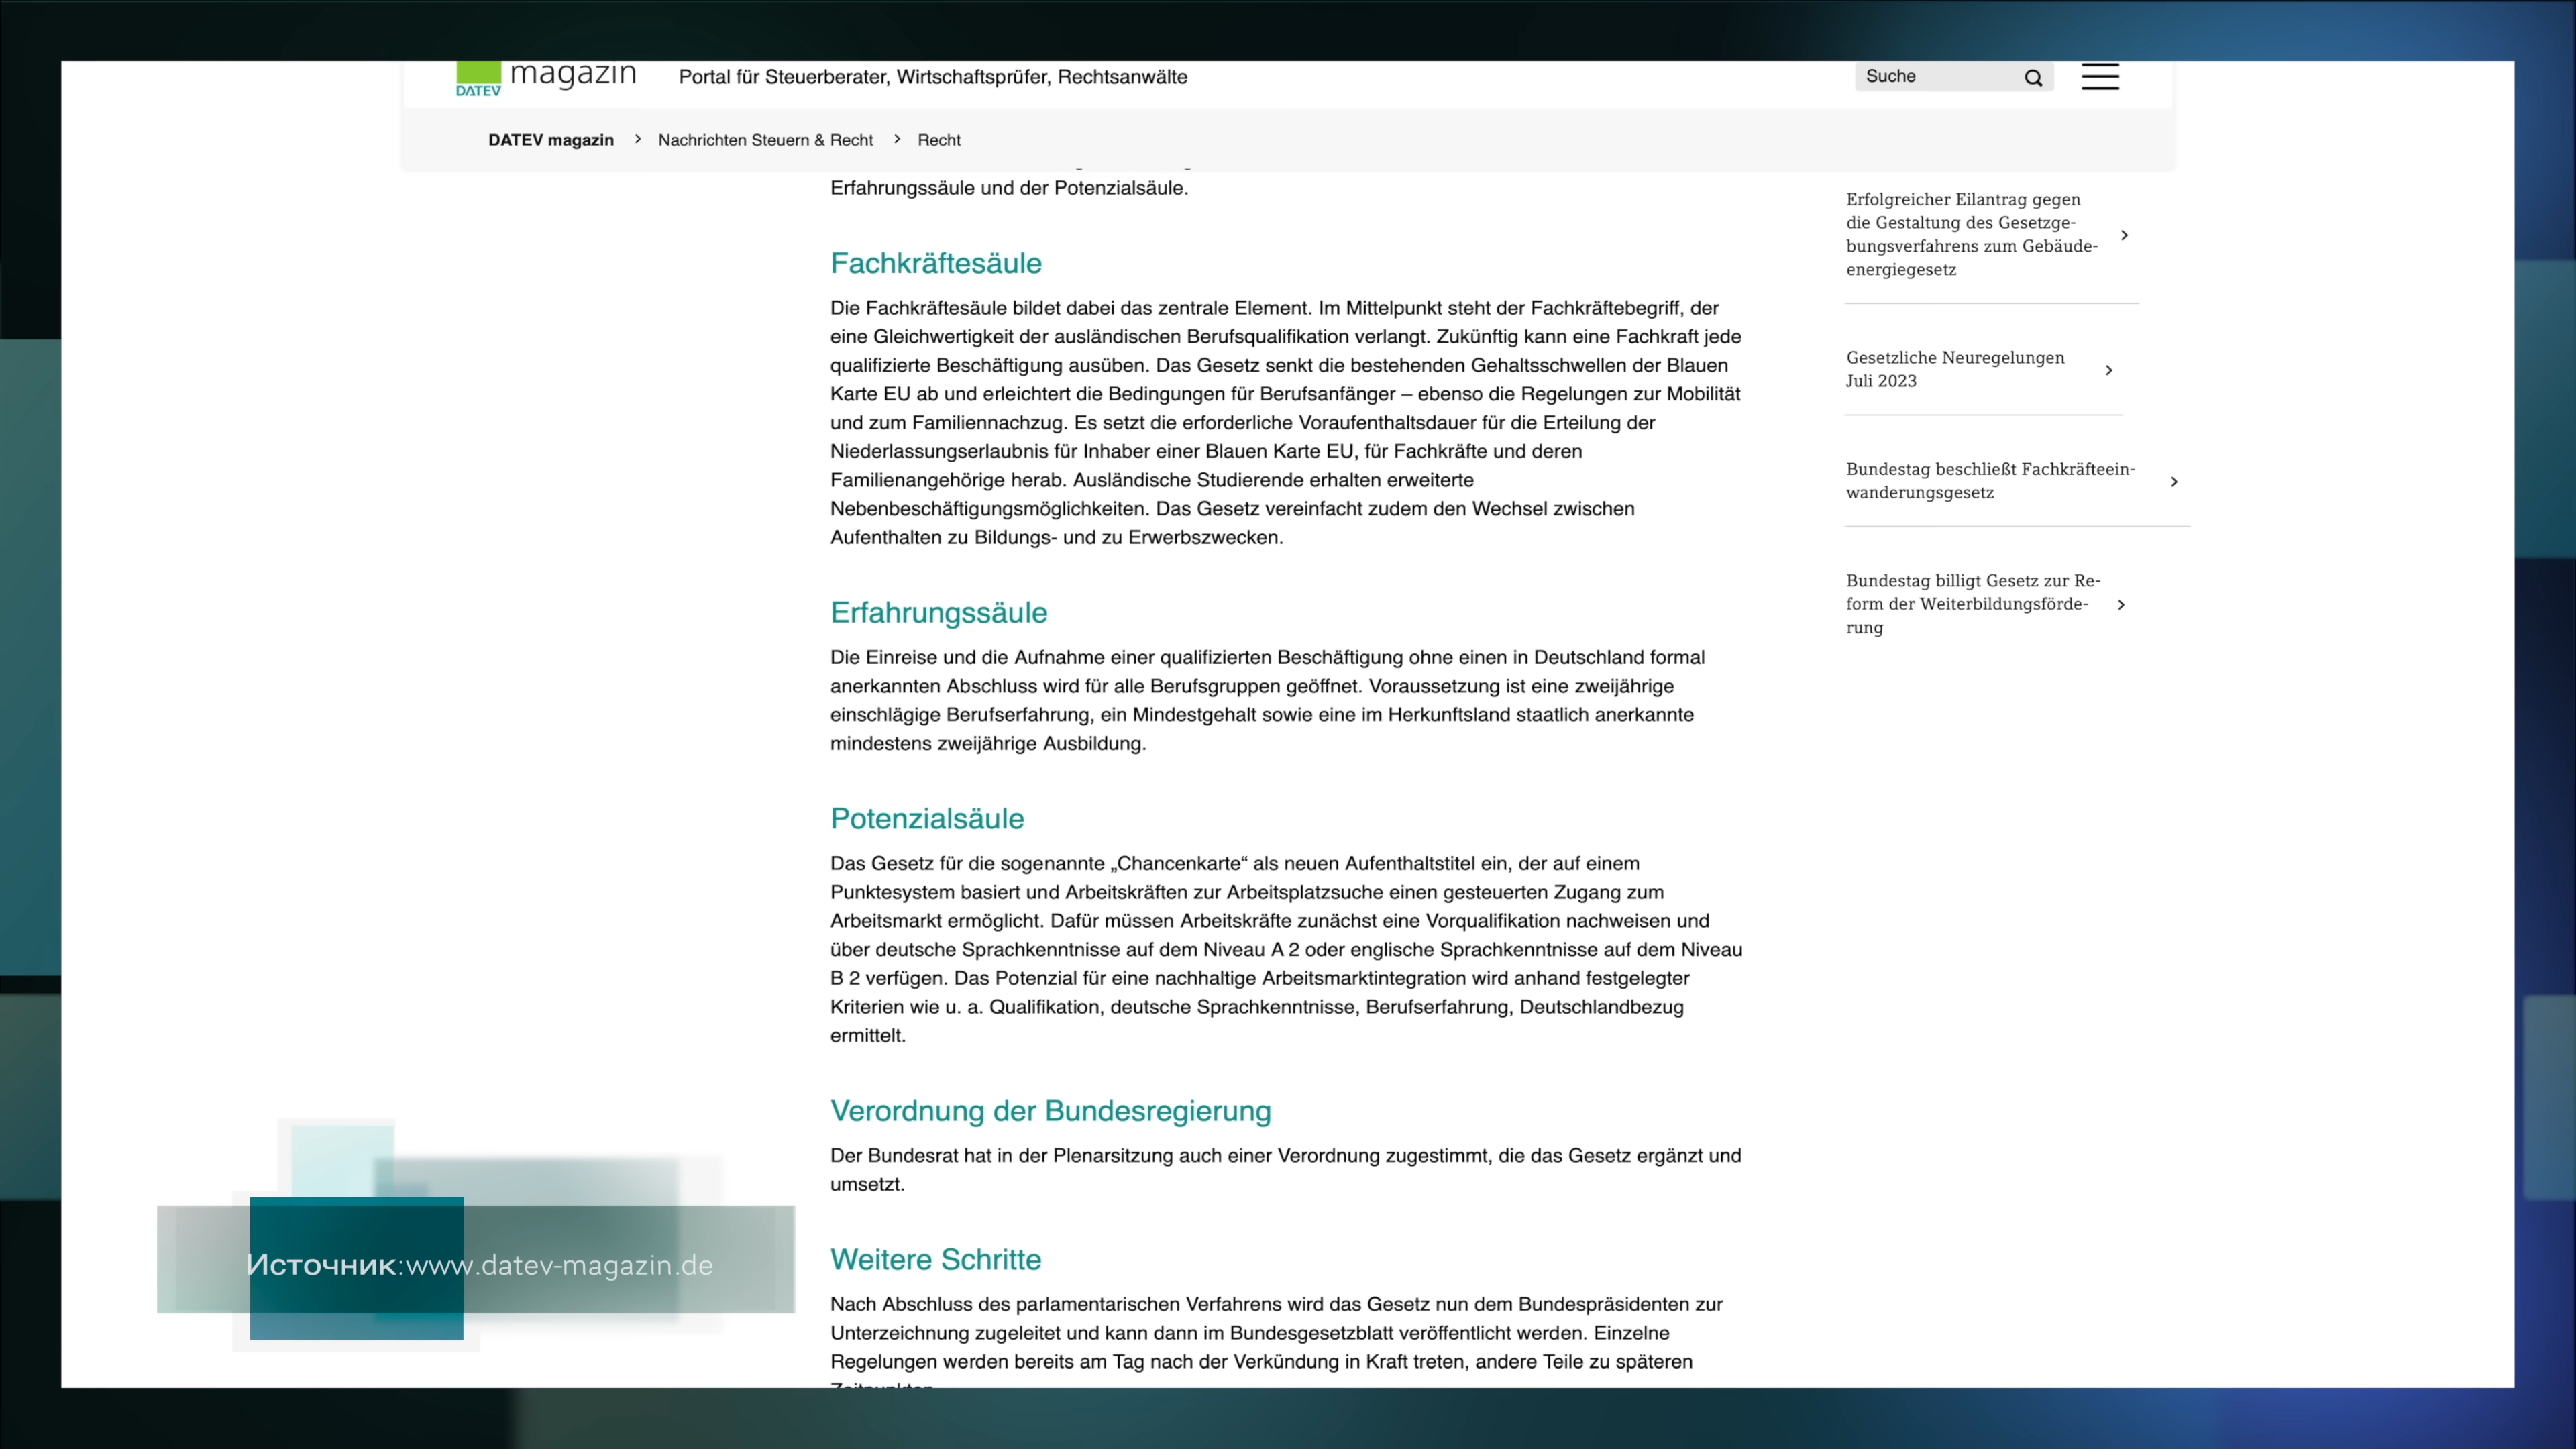 DATEV magazin
Portal für Steuerberater, Wirtschaftsprüfer, Rechtsanwälte
Suche
DATEV magazin > Nachrichten Steuern & Recht > Recht
Erfahrungssäule und der Potenzialsäule.
Fachkräftesäule
Die Fachkräftesäule bildet dabei das zentrale Element. Im Mittelpunkt steht der Fachkräftebegriff, der
eine Gleichwertigkeit der ausländischen Berufsqualifikation verlangt. Zukünftig kann eine Fachkraft jede
qualifizierte Beschäftigung ausüben. Das Gesetz senkt die bestehenden Gehaltsschwellen der Blauen
Karte EU ab und erleichtert die Bedingungen für Berufsanfänger – ebenso die Regelungen zur Mobilität
und zum Familiennachzug. Es setzt die erforderliche Voraufenthaltsdauer für die Erteilung der
Niederlassungserlaubnis für Inhaber einer Blauen Karte EU, für Fachkräfte und deren
Familienangehörige herab. Ausländische Studierende erhalten erweiterte
Nebenbeschäftigungsmöglichkeiten. Das Gesetz vereinfacht zudem den Wechsel zwischen
Aufenthalten zu Bildungs- und zu Erwerbszwecken.
Erfahrungssäule
Die Einreise und die Aufnahme einer qualifizierten Beschäftigung ohne einen in Deutschland formal
anerkannten Abschluss wird für alle Berufsgruppen geöffnet. Voraussetzung ist eine zweijährige
einschlägige Berufserfahrung, ein Mindestgehalt sowie eine im Herkunftsland staatlich anerkannte
mindestens zweijährige Ausbildung.
Potenzialsäule
Das Gesetz für die sogenannte „Chancenkarte“ als neuen Aufenthaltstitel ein, der auf einem
Punktesystem basiert und Arbeitskräften zur Arbeitsplatzsuche einen gesteuerten Zugang zum
Arbeitsmarkt ermöglicht. Dafür müssen Arbeitskräfte zunächst eine Vorqualifikation nachweisen und
über deutsche Sprachkenntnisse auf dem Niveau A 2 oder englische Sprachkenntnisse auf dem Niveau
B 2 verfügen. Das Potenzial für eine nachhaltige Arbeitsmarktintegration wird anhand festgelegter
Kriterien wie u. a. Qualifikation, deutsche Sprachkenntnisse, Berufserfahrung, Deutschlandbezug
ermittelt.
Verordnung der Bundesregierung
Der Bundesrat hat in der Plenarsitzung auch einer Verordnung zugestimmt, die das Gesetz ergänzt und
umsetzt.
Weitere Schritte
Nach Abschluss des parlamentarischen Verfahrens wird das Gesetz nun dem Bundespräsidenten zur
Unterzeichnung zugeleitet und kann dann im Bundesgesetzblatt veröffentlicht werden. Einzelne
Regelungen werden bereits am Tag nach der Verkündung in Kraft treten, andere Teile zu späteren
Erfolgreicher Eilantrag gegen
die Gestaltung des Gesetzge-
bungsverfahrens zum Gebäude-
energiegesetz
Gesetzliche Neuregelungen
Juli 2023
Bundestag beschließt Fachkräfteein-
wanderungsgesetz
Bundestag billigt Gesetz zur Re-
form der Weiterbildungsförde-
rung
Источник:www.datev-magazin.de